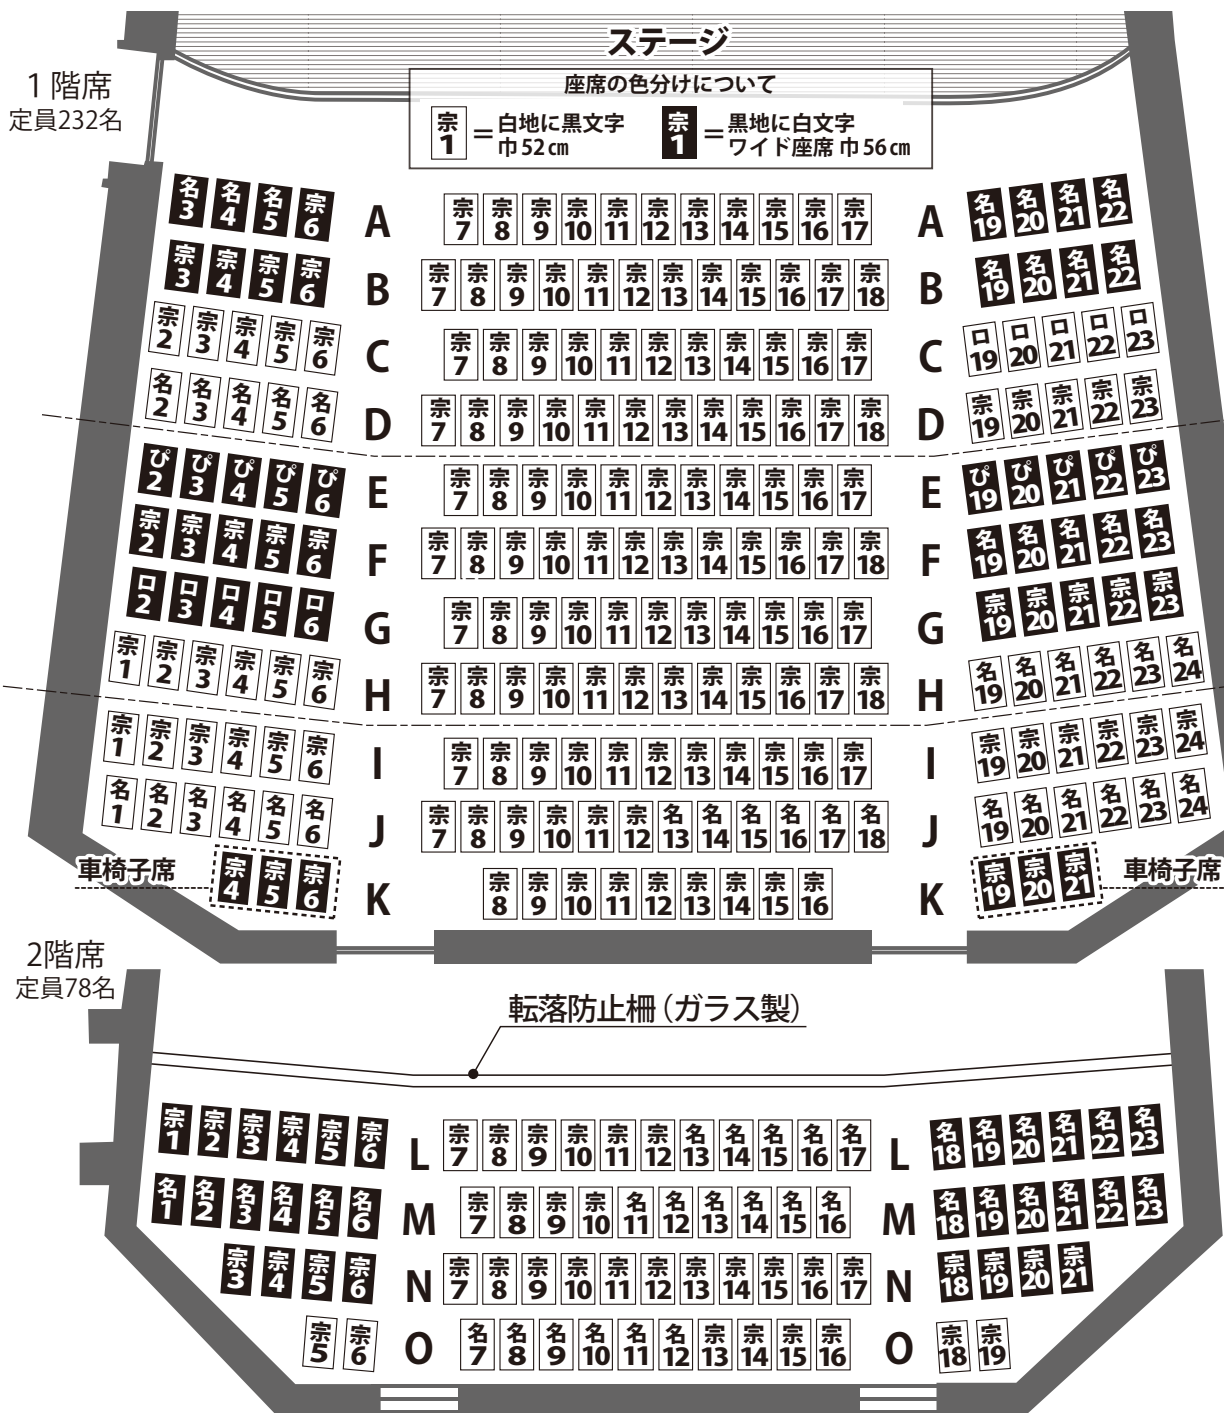 ステージ
1階席
定員232名
座席の色分けについて
宗1 ＝ 白地に黒文字 巾52㎝
宗1 ＝ 黒地に白文字 ワイド座席 巾56㎝
名3 名4 名5 宗6 A 宗7 宗8 宗9 宗10 宗11 宗12 宗13 宗14 宗15 宗16 宗17 A 名19 名20 名21 名22
宗3 宗4 宗5 宗6 B 宗7 宗8 宗9 宗10 宗11 宗12 宗13 宗14 宗15 宗16 宗17 宗18 B 名19 名20 名21 名22
宗2 宗3 宗4 宗5 宗6 C 宗7 宗8 宗9 宗10 宗11 宗12 宗13 宗14 宗15 宗16 宗17 C ロ19 ロ20 ロ21 ロ22 ロ23
名2 名3 名4 名5 名6 D 宗7 宗8 宗9 宗10 宗11 宗12 宗13 宗14 宗15 宗16 宗17 宗18 D 宗19 宗20 宗21 宗22 宗23
ぴ2 ぴ3 ぴ4 ぴ5 ぴ6 E 宗7 宗8 宗9 宗10 宗11 宗12 宗13 宗14 宗15 宗16 宗17 E ぴ19 ぴ20 ぴ21 ぴ22 ぴ23
宗2 宗3 宗4 宗5 宗6 F 宗7 宗8 宗9 宗10 宗11 宗12 宗13 宗14 宗15 宗16 宗17 宗18 F 名19 名20 名21 名22 名23
ロ2 ロ3 ロ4 ロ5 ロ6 G 宗7 宗8 宗9 宗10 宗11 宗12 宗13 宗14 宗15 宗16 宗17 G 宗19 宗20 宗21 宗22 宗23
宗1 宗2 宗3 宗4 宗5 宗6 H 宗7 宗8 宗9 宗10 宗11 宗12 宗13 宗14 宗15 宗16 宗17 宗18 H 名19 名20 名21 名22 名23 名24
宗1 宗2 宗3 宗4 宗5 宗6 I 宗7 宗8 宗9 宗10 宗11 宗12 宗13 宗14 宗15 宗16 宗17 I 宗19 宗20 宗21 宗22 宗23 宗24
名1 名2 名3 名4 名5 名6 J 宗7 宗8 宗9 宗10 宗11 宗12 名13 名14 名15 名16 名17 名18 J 名19 名20 名21 名22 名23 名24
車椅子席 宗4 宗5 宗6 K 宗8 宗9 宗10 宗11 宗12 宗13 宗14 宗15 宗16 K 宗19 宗20 宗21 車椅子席
2階席
定員78名
転落防止柵（ガラス製）
宗1 宗2 宗3 宗4 宗5 宗6 L 宗7 宗8 宗9 宗10 宗11 宗12 名13 名14 名15 名16 名17 L 名18 名19 名20 名21 名22 名23
名1 名2 名3 名4 名5 名6 M 宗7 宗8 宗9 宗10 名11 名12 名13 名14 名15 名16 M 名18 名19 名20 名21 名22 名23
宗3 宗4 宗5 宗6 N 宗7 宗8 宗9 宗10 宗11 宗12 宗13 宗14 宗15 宗16 宗17 N 宗18 宗19 宗20 宗21
宗5 宗6 O 名7 名8 名9 名10 名11 名12 宗13 宗14 宗15 宗16 O 宗18 宗19